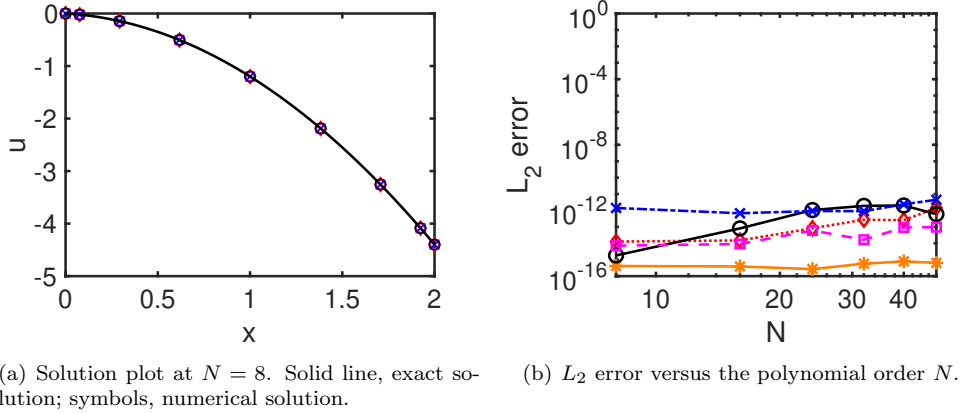 0
-1
-2
-3
-4
-5
u
0 0.5 1 1.5 2
x
10^0
10^-4
10^-8
10^-12
10^-16
L_2 error
10 20 30 40
N
(a) Solution plot at N = 8. Solid line, exact so-
lution; symbols, numerical solution.
(b) L_2 error versus the polynomial order N.